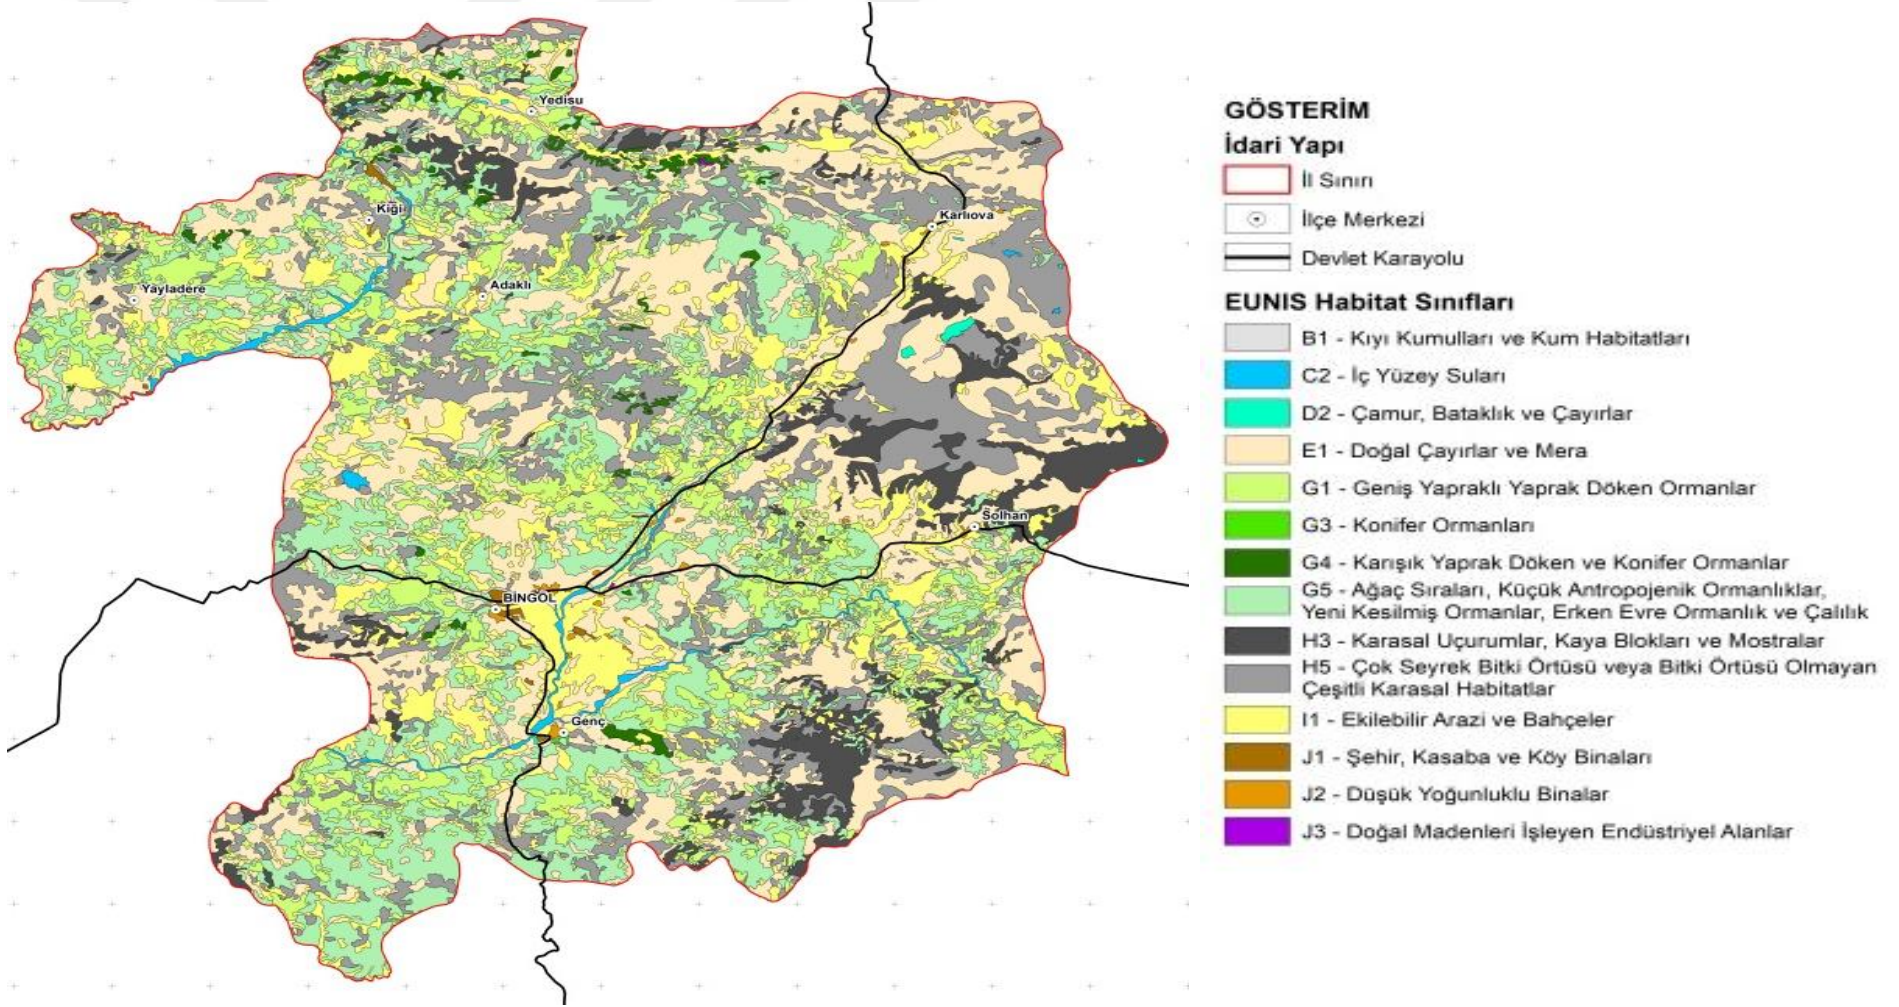 Yedisu
Kiği
Karlıova
Yayladere
Adaklı
Solhan
BİNGÖL
Genç
GÖSTERİM
İdari Yapı
İl Sınırı
İlçe Merkezi
Devlet Karayolu
EUNIS Habitat Sınıfları
B1 - Kıyı Kumulları ve Kum Habitatları
C2 - İç Yüzey Suları
D2 - Çamur, Bataklık ve Çayırlar
E1 - Doğal Çayırlar ve Mera
G1 - Geniş Yapraklı Yaprak Döken Ormanlar
G3 - Konifer Ormanları
G4 - Karışık Yaprak Döken ve Konifer Ormanlar
G5 - Ağaç Sıraları, Küçük Antropojenik Ormanlıklar,
Yeni Kesilmiş Ormanlar, Erken Evre Ormanlık ve Çalılık
H3 - Karasal Uçurumlar, Kaya Blokları ve Mostralar
H5 - Çok Seyrek Bitki Örtüsü veya Bitki Örtüsü Olmayan
Çeşitli Karasal Habitatlar
I1 - Ekilebilir Arazi ve Bahçeler
J1 - Şehir, Kasaba ve Köy Binaları
J2 - Düşük Yoğunluklu Binalar
J3 - Doğal Madenleri İşleyen Endüstriyel Alanlar